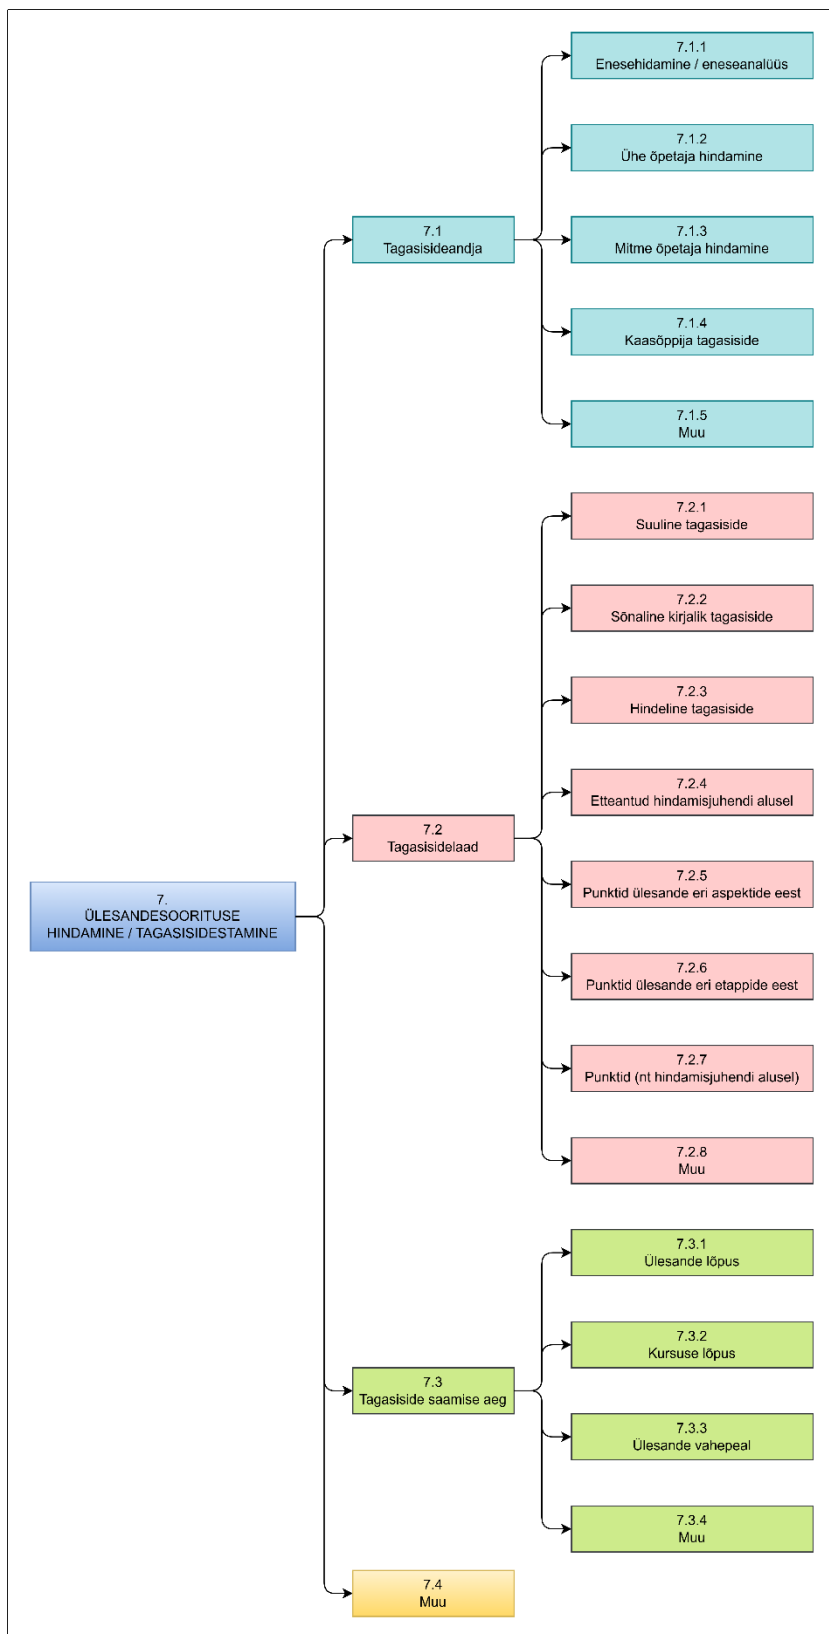 7.
ÜLESANDESOORITUSE
HINDAMINE / TAGASISIDESTAMINE
7.1
Tagasisideandja
7.1.1
Enesehidamine / eneseanalüüs
7.1.2
Ühe õpetaja hindamine
7.1.3
Mitme õpetaja hindamine
7.1.4
Kaasõppija tagasiside
7.1.5
Muu
7.2
Tagasisidelaad
7.2.1
Suuline tagasiside
7.2.2
Sõnaline kirjalik tagasiside
7.2.3
Hindeline tagasiside
7.2.4
Etteantud hindamisjuhendi alusel
7.2.5
Punktid ülesande eri aspektide eest
7.2.6
Punktid ülesande eri etappide eest
7.2.7
Punktid (nt hindamisjuhendi alusel)
7.2.8
Muu
7.3
Tagasiside saamise aeg
7.3.1
Ülesande lõpus
7.3.2
Kursuse lõpus
7.3.3
Ülesande vahepeal
7.3.4
Muu
7.4
Muu